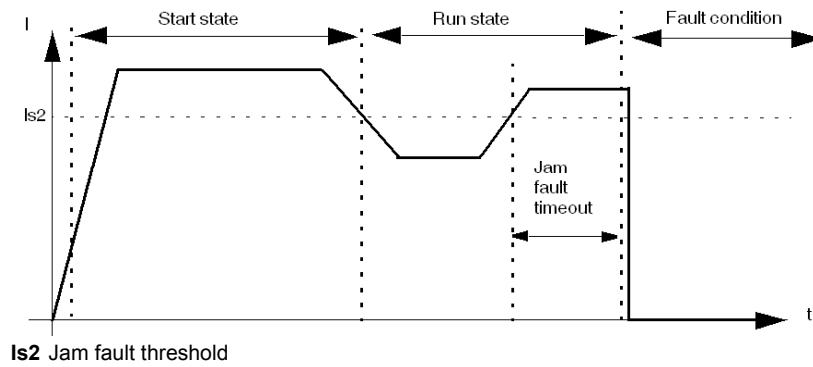 Start state
Run state
Fault condition
I
Is2
Jam
fault
timeout
t
Is2 Jam fault threshold